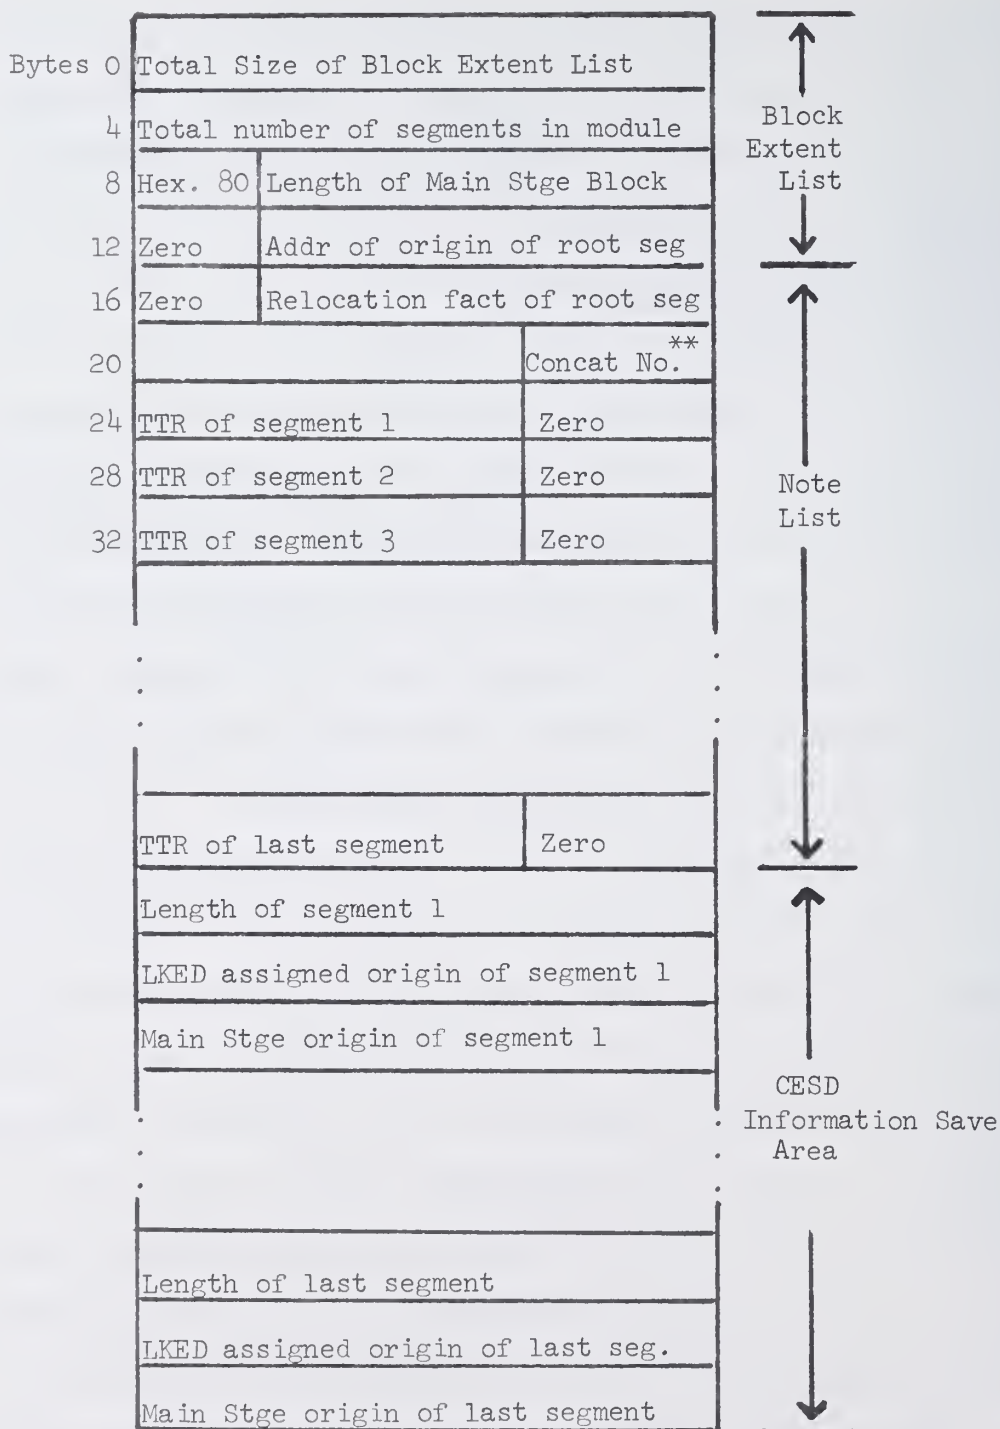 Bytes 0 Total Size of Block Extent List
4 Total number of segments in module
8 Hex. 80 Length of Main Stge Block
12 Zero Addr of origin of root seg
16 Zero Relocation fact of root seg
20 Concat No.**
24 TTR of segment 1 Zero
28 TTR of segment 2 Zero
32 TTR of segment 3 Zero
TTR of last segment Zero
Length of segment 1
LKED assigned origin of segment 1
Main Stge origin of segment 1
Length of last segment
LKED assigned origin of last seg.
Main Stge origin of last segment
Block
Extent
List
Note
List
CESD
Information Save
Area